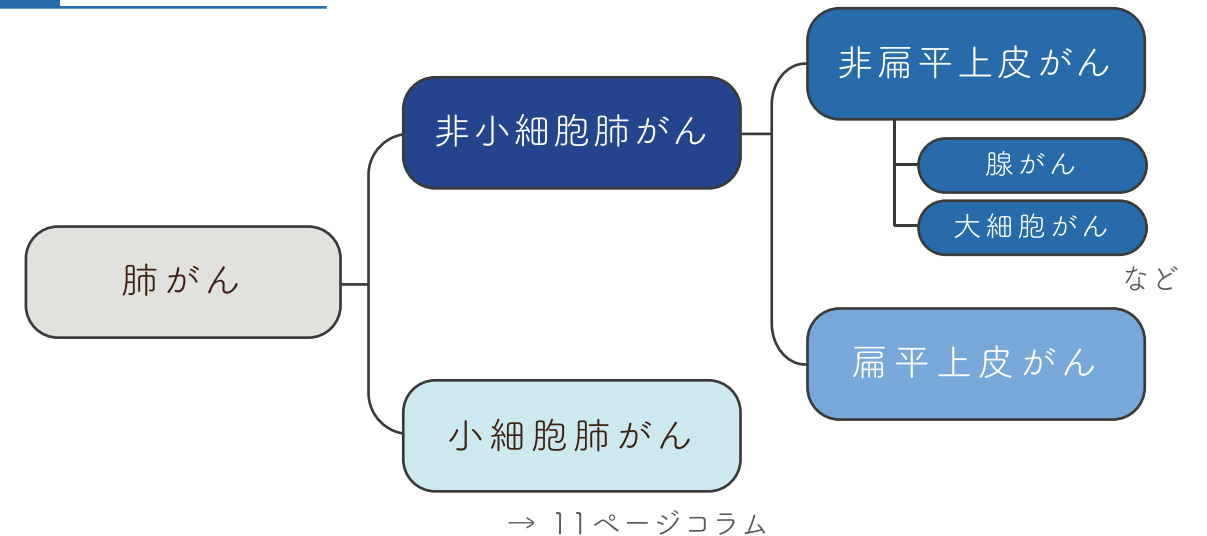 非扁平上皮がん
非小細胞肺がん
腺がん
大細胞がん
など
肺がん
扁平上皮がん
小細胞肺がん
→ 11ページコラム